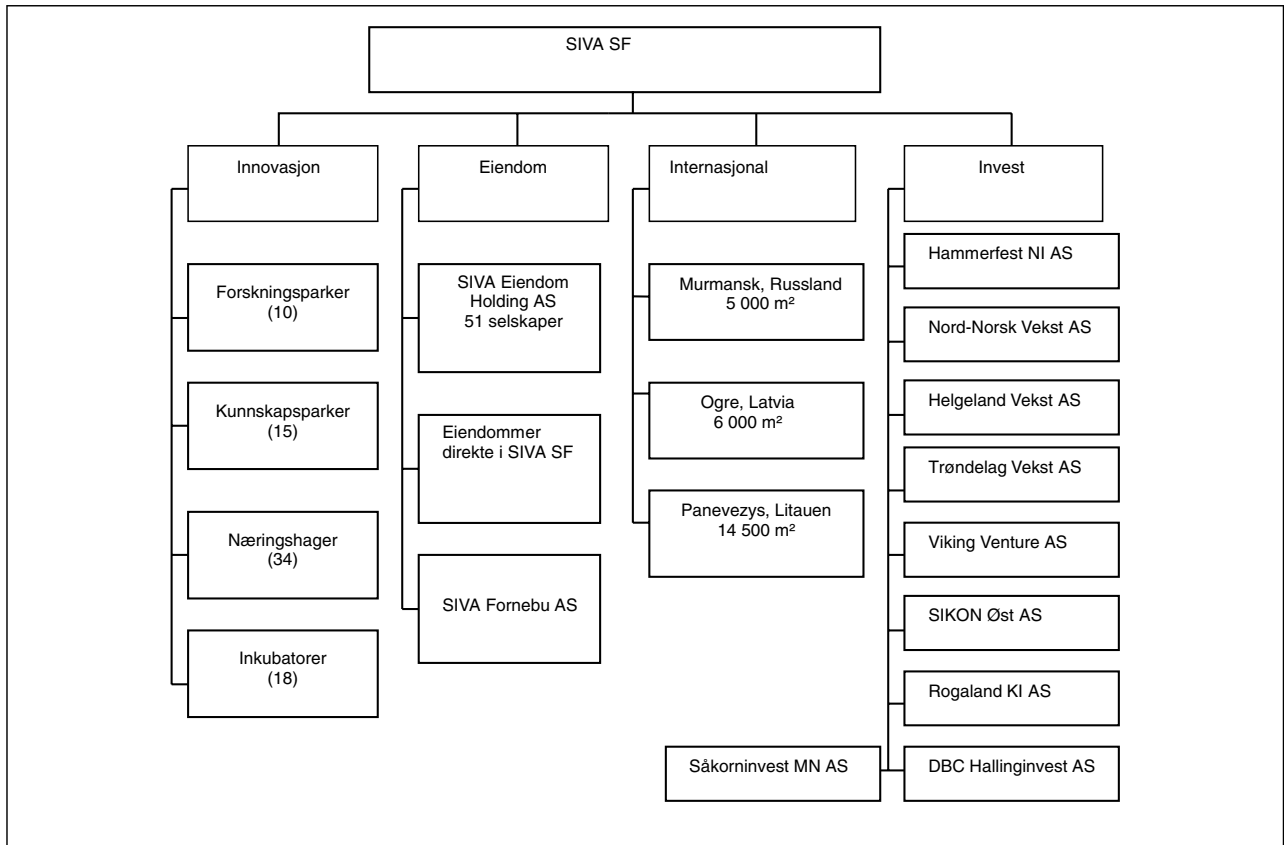 SIVA SF
Innovasjon
Forskningsparker
(10)
Kunnskapsparker
(15)
Næringshager
(34)
Inkubatorer
(18)
Eiendom
SIVA Eiendom
Holding AS
51 selskaper
Eiendommer
direkte i SIVA SF
SIVA Fornebu AS
Internasjonal
Murmansk, Russland
5 000 m²
Ogre, Latvia
6 000 m²
Panevezys, Litauen
14 500 m²
Invest
Hammerfest NI AS
Nord-Norsk Vekst AS
Helgeland Vekst AS
Trøndelag Vekst AS
Viking Venture AS
SIKON Øst AS
Rogaland KI AS
Såkorninvest MN AS
DBC Hallinginvest AS